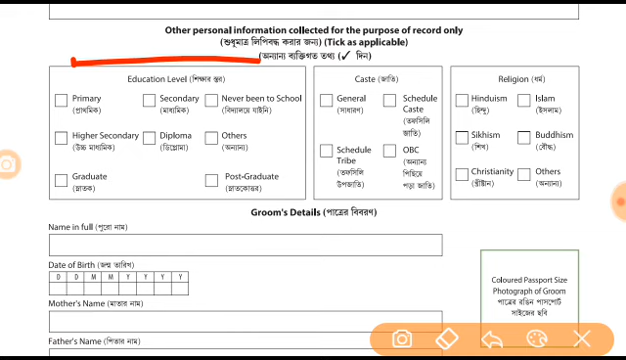 Other personal information collected for the purpose of record only
(শুধুমাত্র লিপিবদ্ধ করার জন্য) (Tick as applicable)
(অন্যান্য ব্যক্তিগত তথ্য (✓ দিন)
Education Level (শিক্ষার স্তর)
Primary
(প্রাথমিক)
Secondary
(মাধ্যমিক)
Never been to School
(বিদ্যালয়ে যাইনি)
Higher Secondary
(উচ্চ মাধ্যমিক)
Diploma
(ডিপ্লোমা)
Others
(অন্যান্য)
Graduate
(স্নাতক)
Post-Graduate
(স্নাতকোত্তর)
Caste (জাতি)
General
(সাধারণ)
Schedule
Caste
(তফসিলি
জাতি)
Schedule
Tribe
(তফসিলি
উপজাতি)
OBC
(অন্যান্য
পিছিয়ে
পড়া জাতি)
Religion (ধর্ম)
Hinduism
(হিন্দু)
Islam
(ইসলাম)
Sikhism
(শিখ)
Buddhism
(বৌদ্ধ)
Christianity
(খ্রীষ্টান)
Others
(অন্যান্য)
Groom's Details (পাত্রের বিবরণ)
Name in full (পুরো নাম)
Date of Birth (জন্ম তারিখ)
D D M M Y Y Y Y
Mother's Name (মাতার নাম)
Father's Name (পিতার নাম)
Coloured Passport Size
Photograph of Groom
পাত্রের রঙিন পাসপোর্ট
সাইজের ছবি